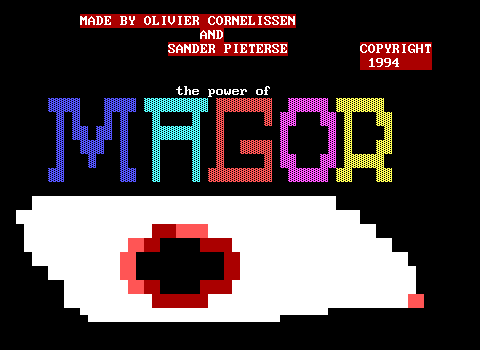 MADE BY OLIVIER CORNELISSEN
AND
SANDER PIETERSE
COPYRIGHT
1994
the power of
MAGOR